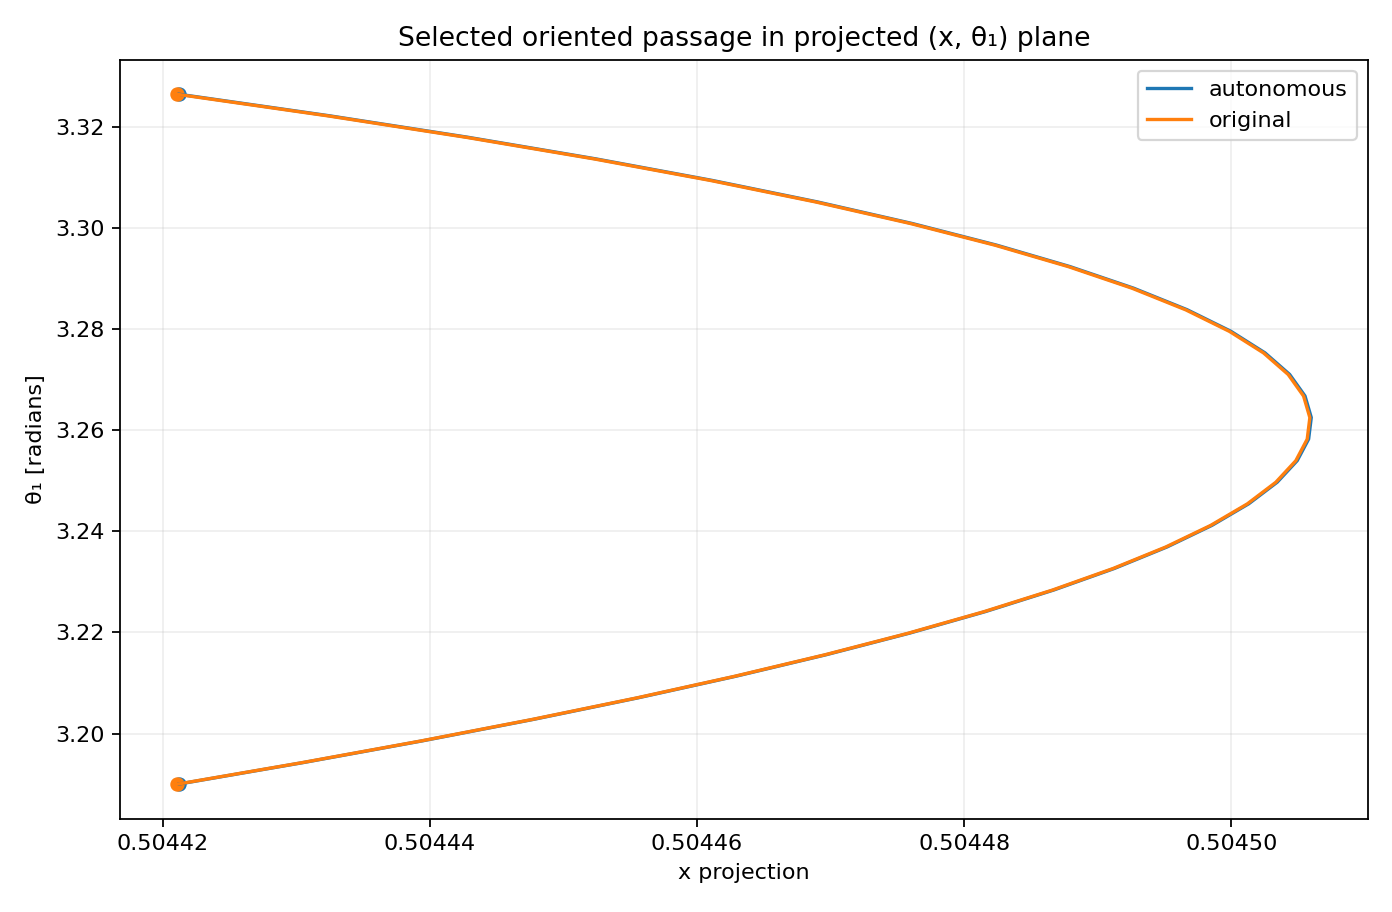 Selected oriented passage in projected (x, θ₁) plane
autonomous
original
θ₁ [radians]
3.32
3.30
3.28
3.26
3.24
3.22
3.20
0.50442
0.50444
0.50446
0.50448
0.50450
x projection